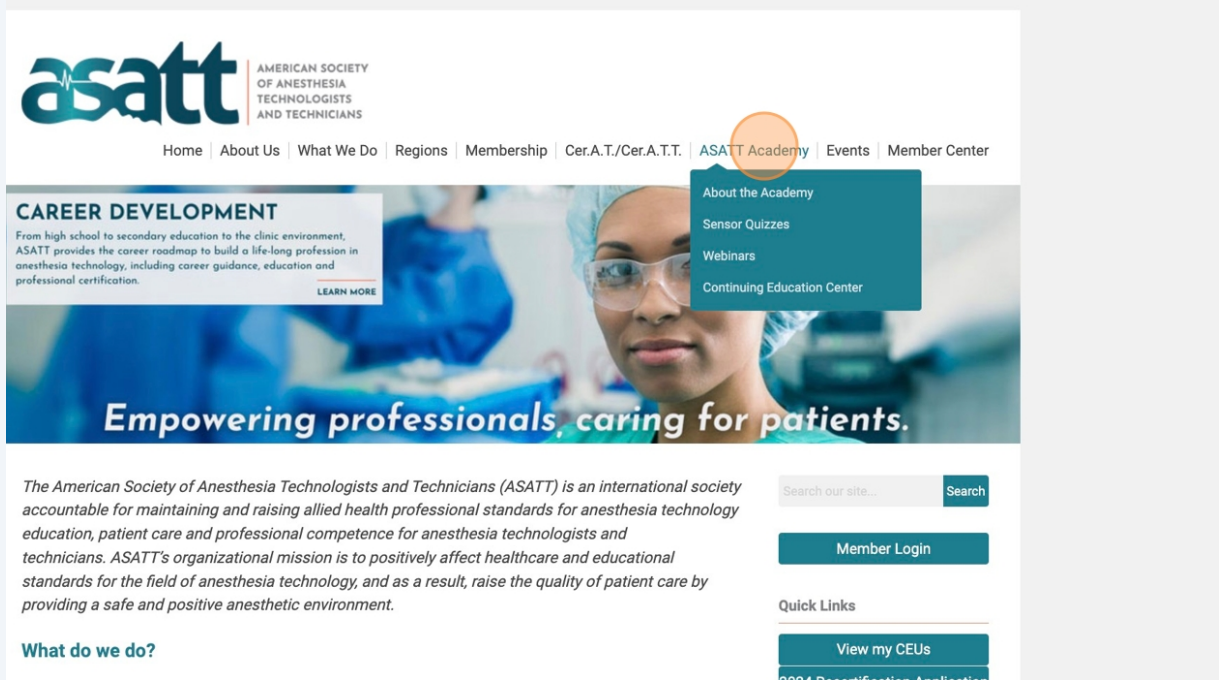 asatt
AMERICAN SOCIETY
OF ANESTHESIA
TECHNOLOGISTS
AND TECHNICIANS
Home About Us What We Do Regions Membership Cer.A.T./Cer.A.T.T. ASATT Academy Events Member Center
About the Academy
Sensor Quizzes
Webinars
Continuing Education Center
CAREER DEVELOPMENT
From high school to secondary education to the clinic environment,
ASATT provides the career roadmap to build a life-long profession in
anesthesia technology, including career guidance, education and
professional certification.
LEARN MORE
Empowering professionals, caring for patients.
The American Society of Anesthesia Technologists and Technicians (ASATT) is an international society
accountable for maintaining and raising allied health professional standards for anesthesia technology
education, patient care and professional competence for anesthesia technologists and
technicians. ASATT's organizational mission is to positively affect healthcare and educational
standards for the field of anesthesia technology, and as a result, raise the quality of patient care by
providing a safe and positive anesthetic environment.
What do we do?
Search our site... Search
Member Login
Quick Links
View my CEUs
2024 Recertification Application